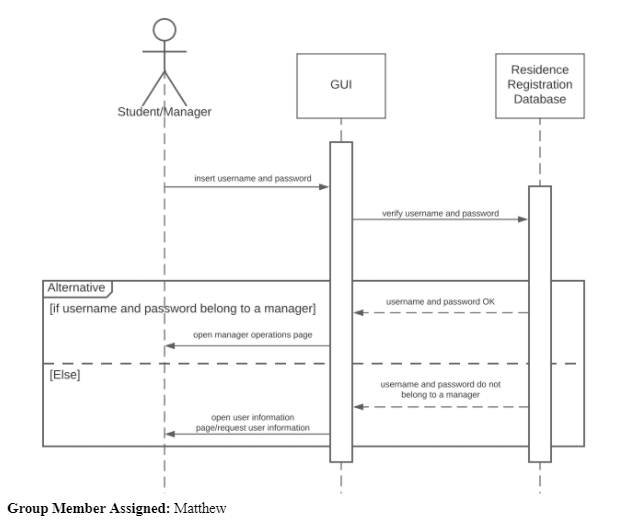 Student/Manager
GUI
Residence
Registration
Database
insert username and password
verify username and password
Alternative
[if username and password belong to a manager]
username and password OK
open manager operations page
[Else]
username and password do not
belong to a manager
open user information
page/request user information
Group Member Assigned: Matthew